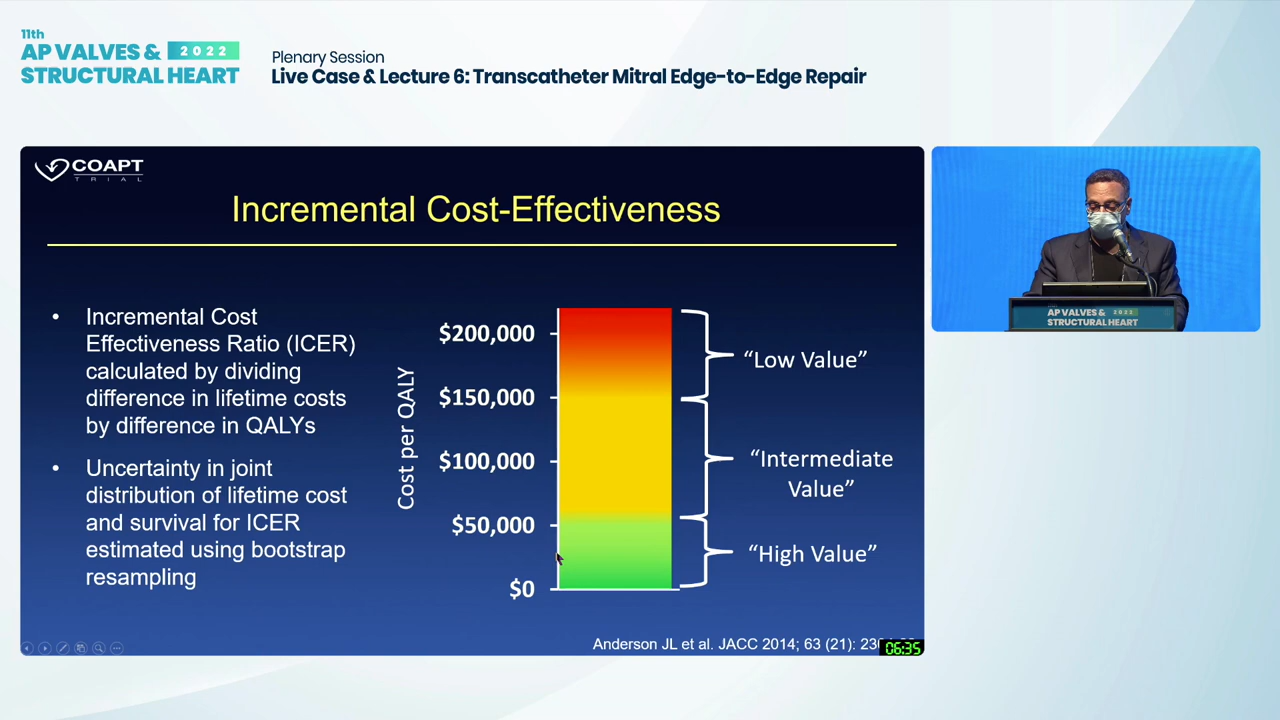 11th
AP VALVES & 2022
STRUCTURAL HEART
Plenary Session
Live Case & Lecture 6: Transcatheter Mitral Edge-to-Edge Repair
COAPT
TRIAL
Incremental Cost-Effectiveness
• Incremental Cost
Effectiveness Ratio (ICER)
calculated by dividing
difference in lifetime costs
by difference in QALYs
• Uncertainty in joint
distribution of lifetime cost
and survival for ICER
estimated using bootstrap
resampling
Cost per QALY
$200,000
$150,000
$100,000
$50,000
$0
“Low Value”
“Intermediate
Value”
“High Value”
Anderson JL et al. JACC 2014; 63 (21):
06:35
AP VALVES & 2022
STRUCTURAL HEART